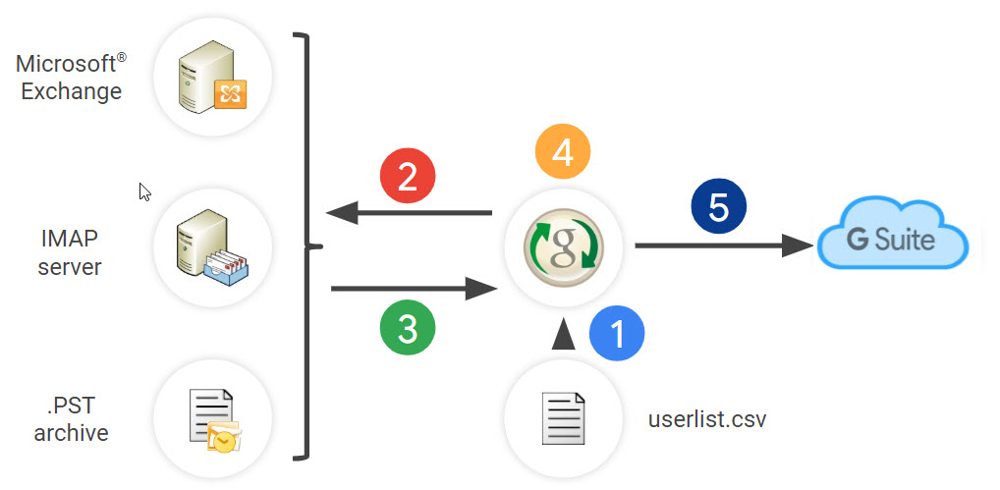 Microsoft®
Exchange
IMAP
server
.PST
archive
2
3
4
g
1
userlist.csv
5
G Suite